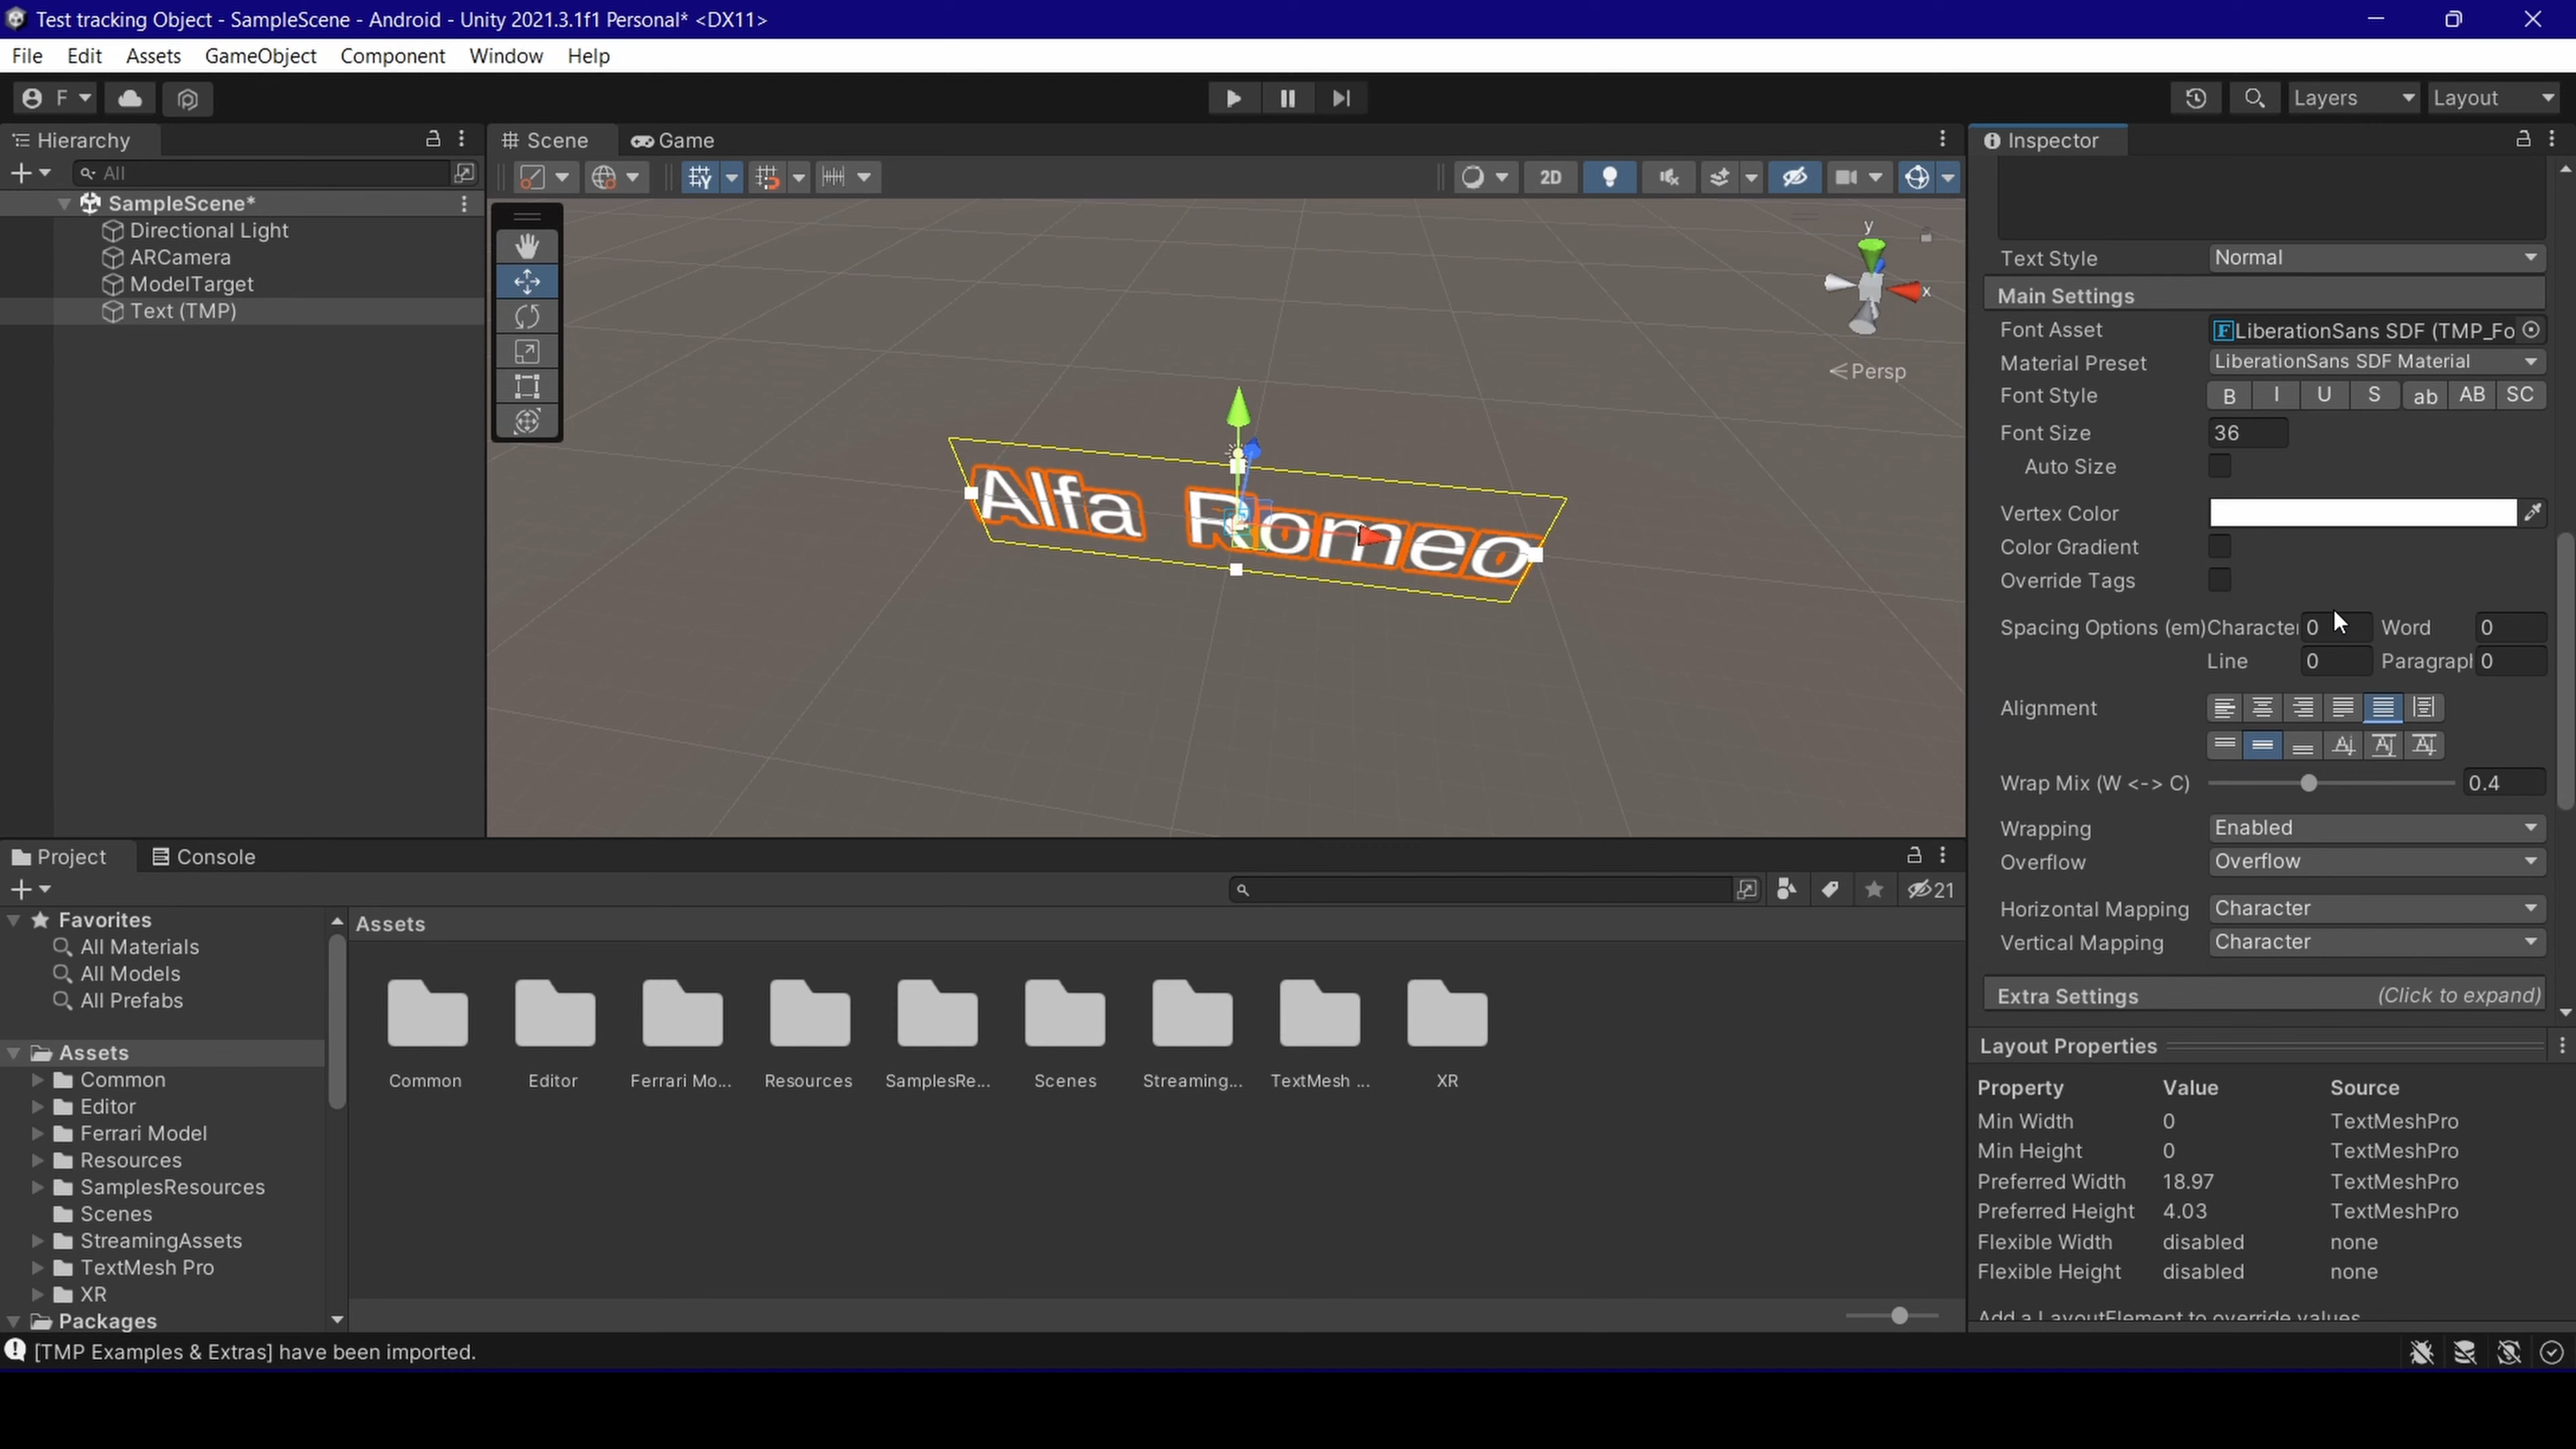 Test tracking Object - SampleScene - Android - Unity 2021.3.1f1 Personal* <DX11>
File Edit Assets GameObject Component Window Help
F
Layers Layout
Hierarchy
All
SampleScene*
Directional Light
ARCamera
ModelTarget
Text (TMP)
Scene Game
2D
y
x
Persp
Alfa Romeo
Inspector
Text Style Normal
Main Settings
Font Asset F LiberationSans SDF (TMP_Fo
Material Preset LiberationSans SDF Material
Font Style B I U S ab AB SC
Font Size 36
Auto Size
Vertex Color
Color Gradient
Override Tags
Spacing Options (em) Character 0 Word 0
Line 0 Paragrapl 0
Alignment
Wrap Mix (W <-> C) 0.4
Wrapping Enabled
Overflow Overflow
Horizontal Mapping Character
Vertical Mapping Character
Extra Settings (Click to expand)
Layout Properties
Property Value Source
Min Width 0 TextMeshPro
Min Height 0 TextMeshPro
Preferred Width 18.97 TextMeshPro
Preferred Height 4.03 TextMeshPro
Flexible Width disabled none
Flexible Height disabled none
Add a LayoutElement to override values
Project Console
21
Favorites
All Materials
All Models
All Prefabs
Assets
Common
Editor
Ferrari Model
Resources
SamplesResources
Scenes
StreamingAssets
TextMesh Pro
XR
Packages
Assets
Common Editor Ferrari Mo... Resources SamplesRe... Scenes Streaming... TextMesh ... XR
[TMP Examples & Extras] have been imported.